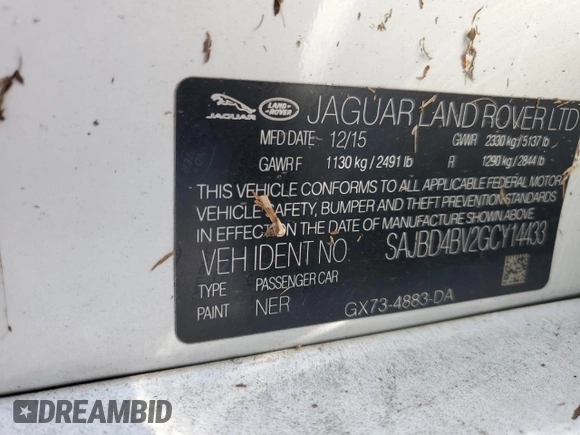 JAGUAR LAND ROVER JAGUAR LAND ROVER LTD
MFD DATE 12/15 GVWR 2330 kg / 5137 lb
GAWR F 1130 kg / 2491 lb R 1290 kg / 2844 lb
THIS VEHICLE CONFORMS TO ALL APPLICABLE FEDERAL MOTOR
VEHICLE SAFETY, BUMPER AND THEFT PREVENTION STANDARDS
IN EFFECT ON THE DATE OF MANUFACTURE SHOWN ABOVE
VEH IDENT NO. SAJBD4BV2GCY14433
TYPE PASSENGER CAR
PAINT NER GX73-4883-DA
DREAMBID